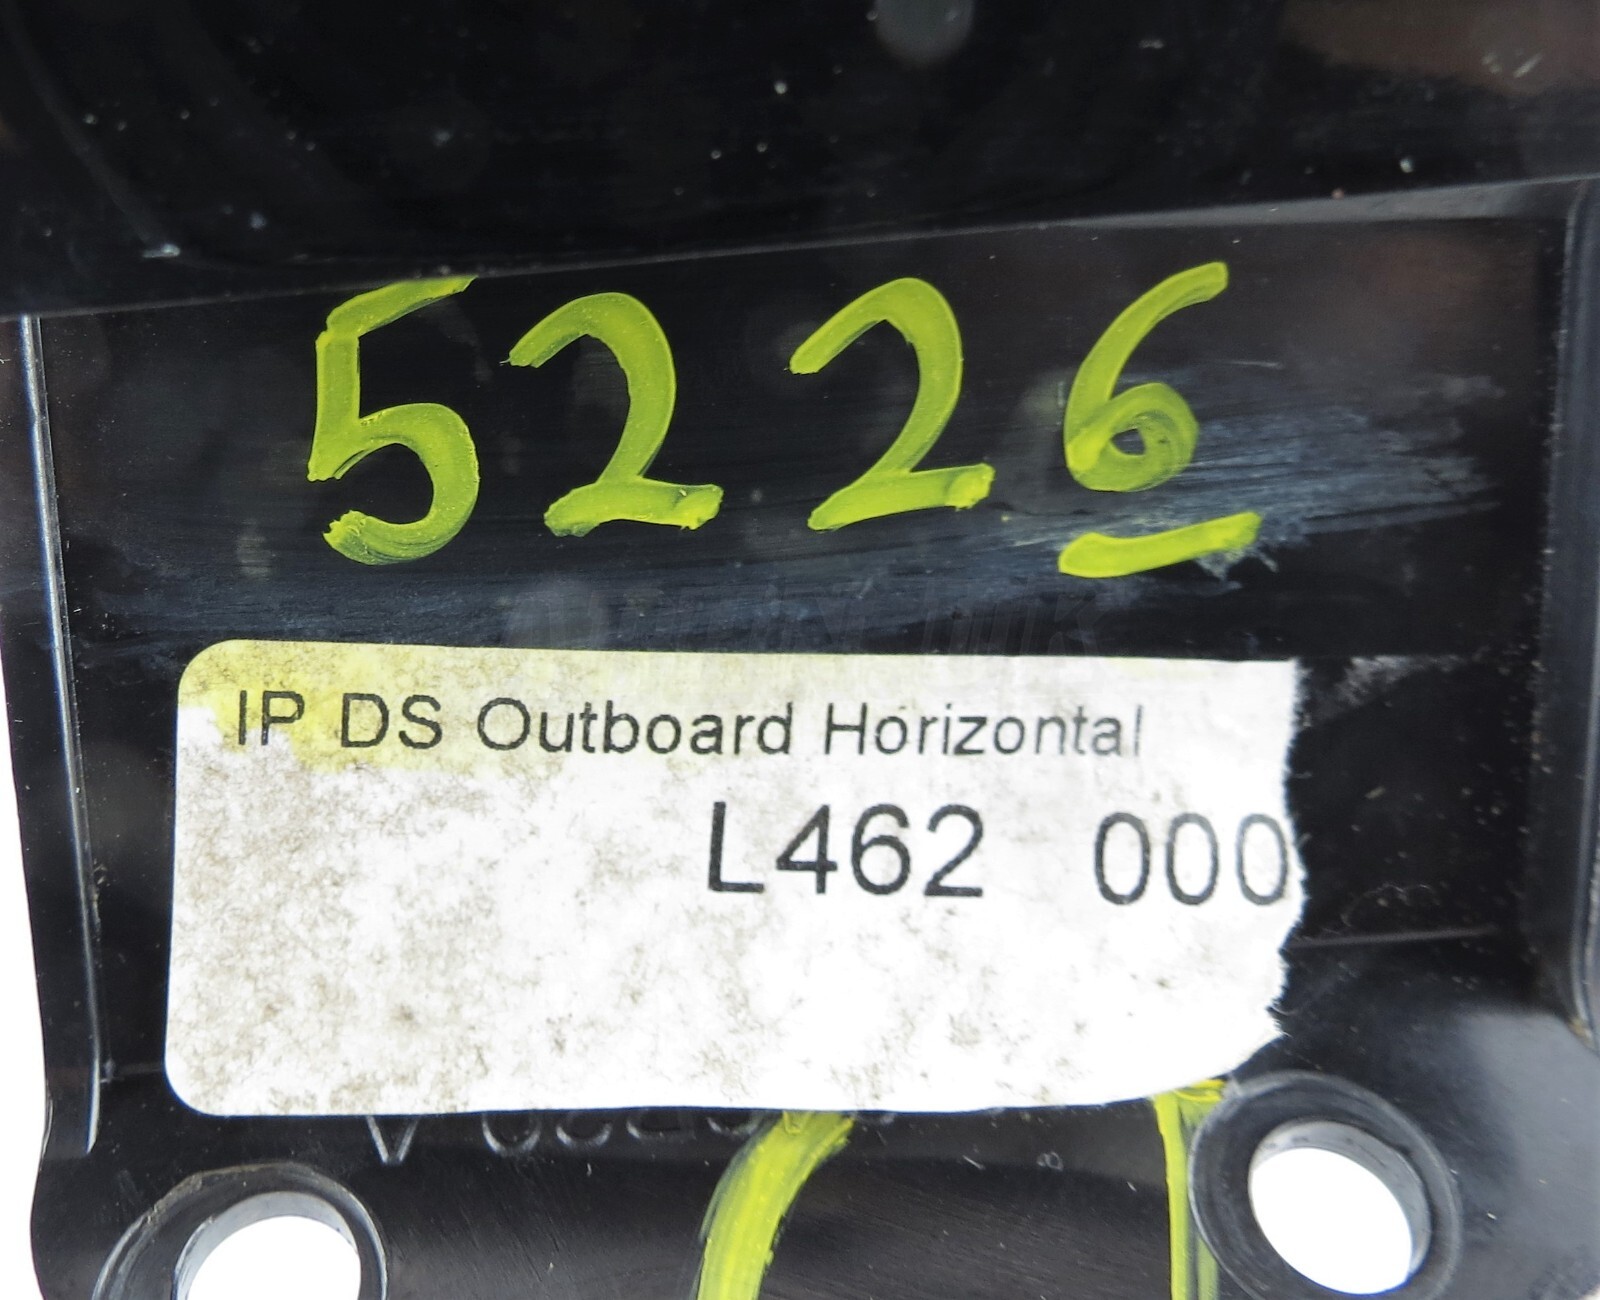 5226
IP DS Outboard Horizontal
L462 000